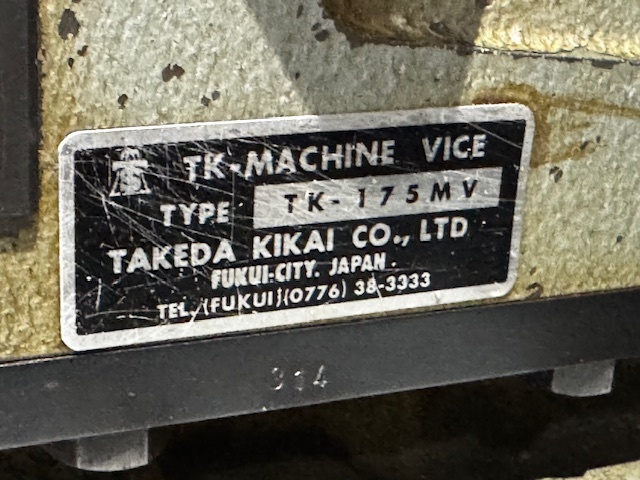 TK-MACHINE VICE
TYPE TK-175MV
TAKEDA KIKAI CO., LTD
FUKUI-CITY. JAPAN.
TEL. (FUKUI)(0776) 38-3333
314